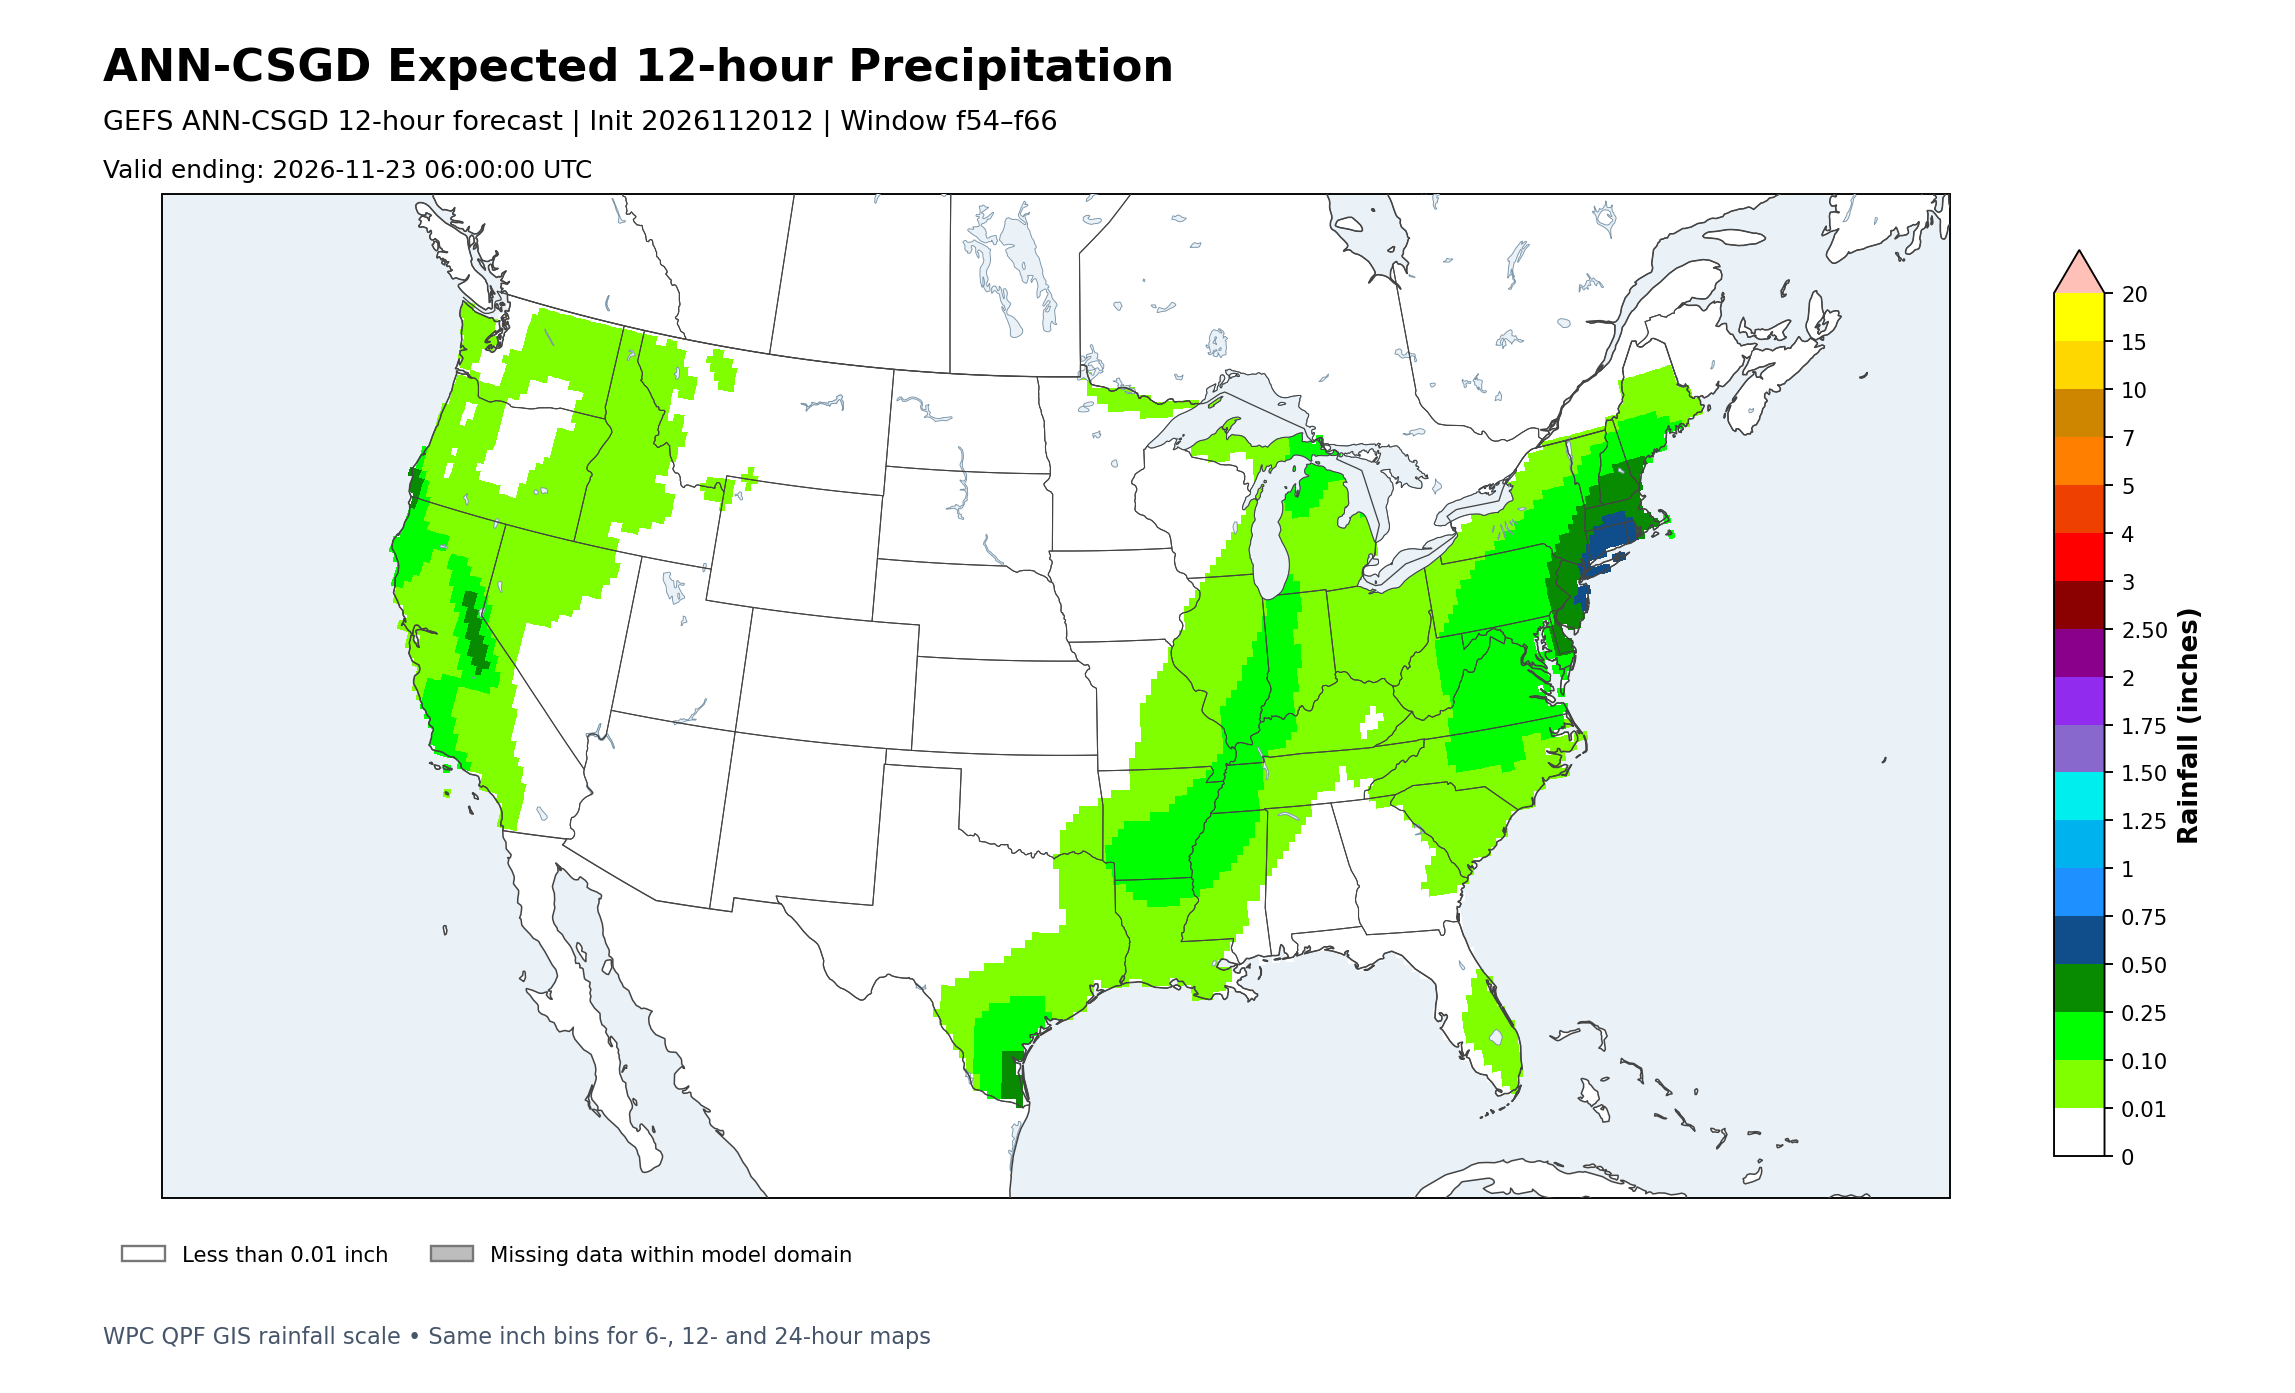 ANN-CSGD Expected 12-hour Precipitation
GEFS ANN-CSGD 12-hour forecast | Init 2026112012 | Window f54–f66
Valid ending: 2026-11-23 06:00:00 UTC
20
15
10
7
5
4
3
2.50
2
1.75
1.50
1.25
1
0.75
0.50
0.25
0.10
0.01
0
Rainfall (inches)
Less than 0.01 inch
Missing data within model domain
WPC QPF GIS rainfall scale • Same inch bins for 6-, 12- and 24-hour maps